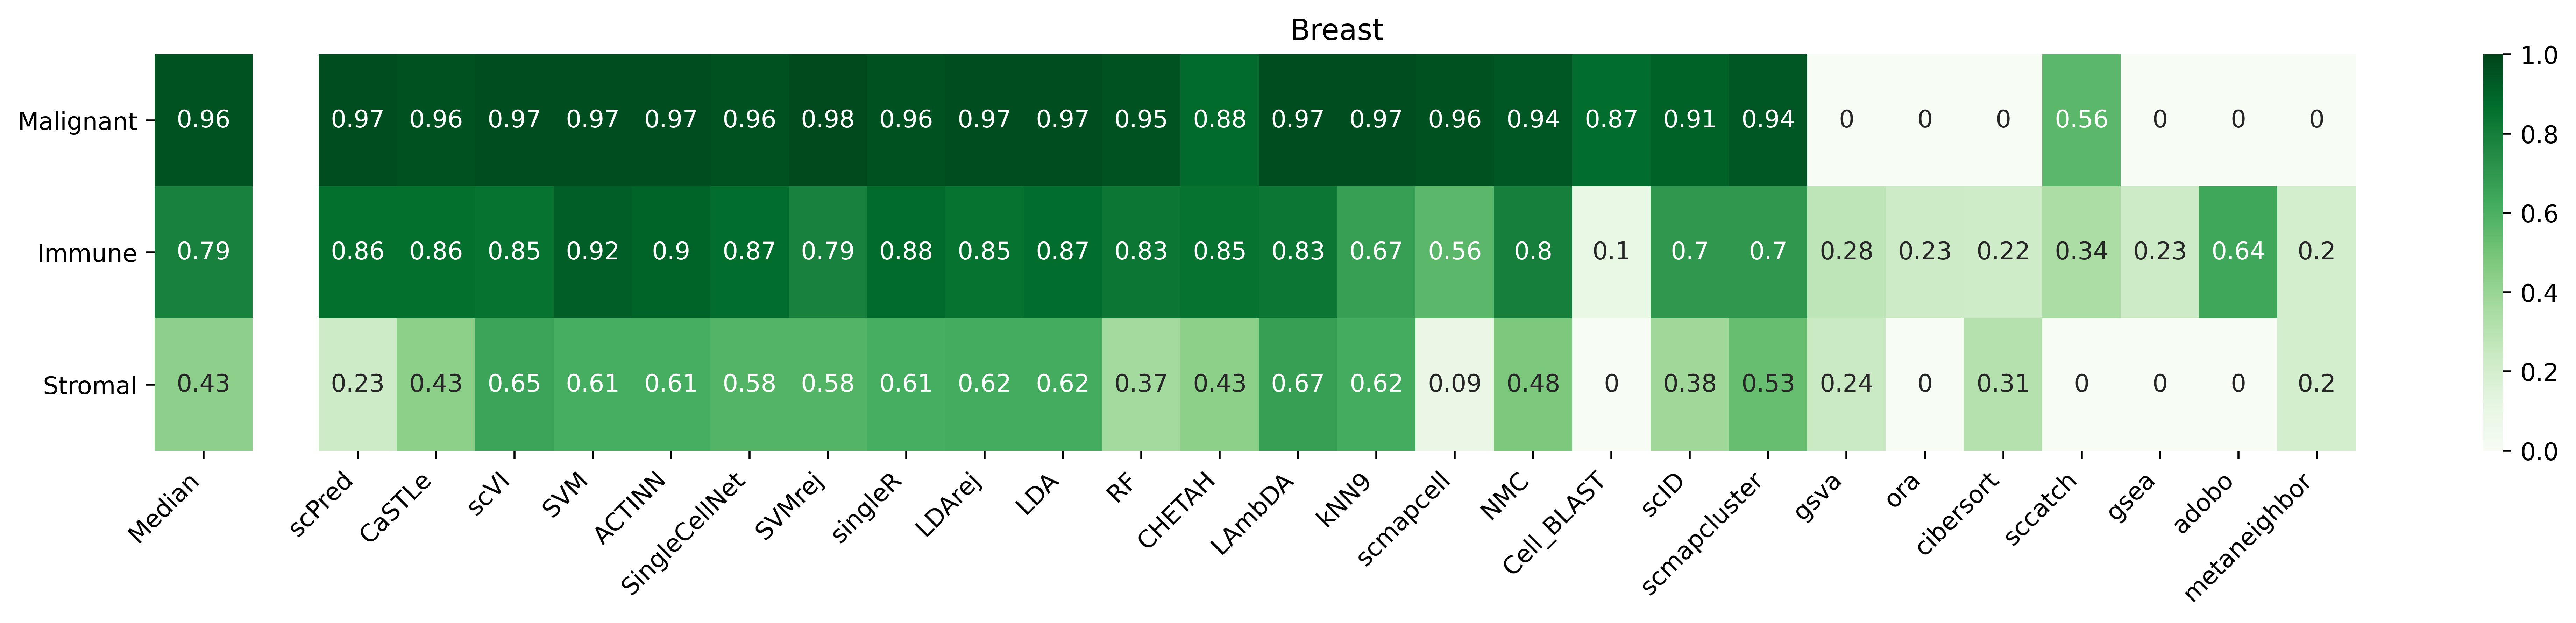 Breast
Malignant 0.96 0.97 0.96 0.97 0.97 0.97 0.96 0.98 0.96 0.97 0.97 0.95 0.88 0.97 0.97 0.96 0.94 0.87 0.91 0.94 0 0 0 0.56 0 0 0
Immune 0.79 0.86 0.86 0.85 0.92 0.9 0.87 0.79 0.88 0.85 0.87 0.83 0.85 0.83 0.67 0.56 0.8 0.1 0.7 0.7 0.28 0.23 0.22 0.34 0.23 0.64 0.2
Stromal 0.43 0.23 0.43 0.65 0.61 0.61 0.58 0.58 0.61 0.62 0.62 0.37 0.43 0.67 0.62 0.09 0.48 0 0.38 0.53 0.24 0 0.31 0 0 0 0.2
Median scPred CaSTLe scVI SVM ACTINN SingleCellNet SVMrej singleR LDArej LDA RF CHETAH LAmbDA kNN9 scmapcell NMC Cell_BLAST scID scmapcluster gsva ora cibersort sccatch gsea adobo metaneighbor
1.0
0.8
0.6
0.4
0.2
0.0